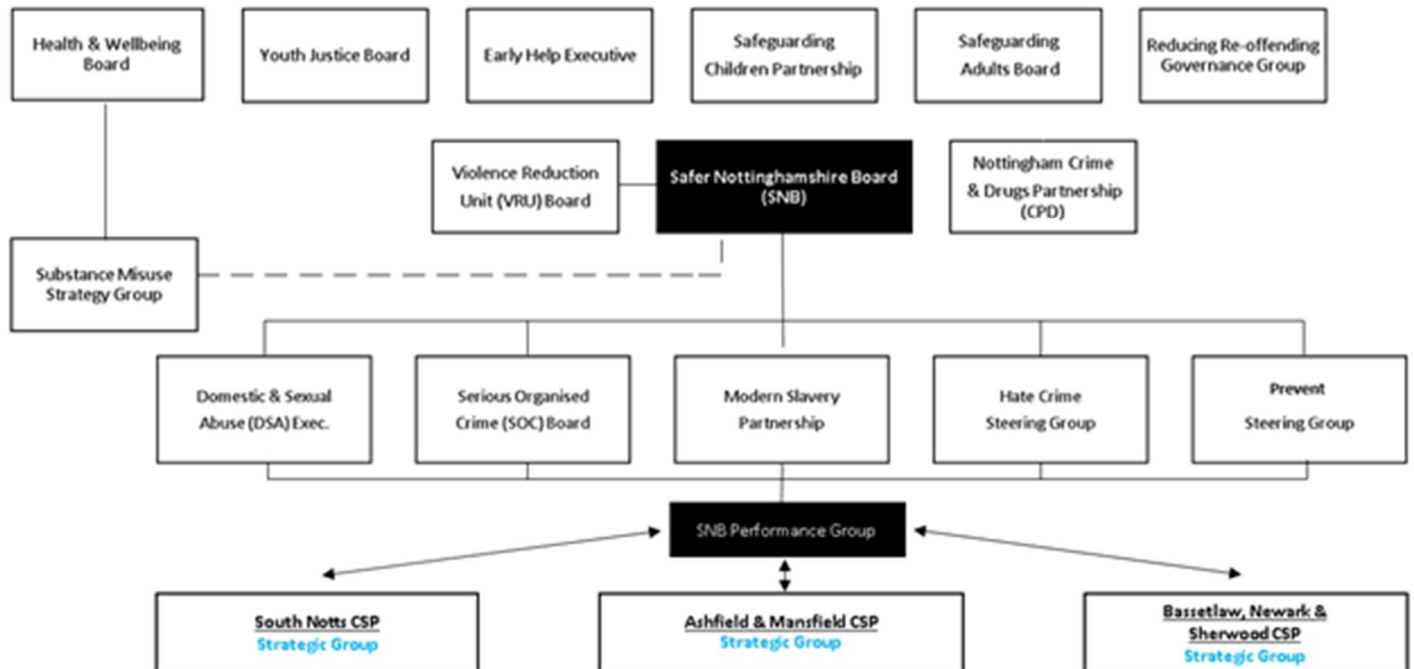 Health & Wellbeing
Board
Youth Justice Board
Early Help Executive
Safeguarding
Children Partnership
Safeguarding
Adults Board
Reducing Re-offending
Governance Group
Violence Reduction
Unit (VRU) Board
Safer Nottinghamshire Board
(SNB)
Nottingham Crime
& Drugs Partnership
(CPD)
Substance Misuse
Strategy Group
Domestic & Sexual
Abuse (DSA) Exec.
Serious Organised
Crime (SOC) Board
Modern Slavery
Partnership
Hate Crime
Steering Group
Prevent
Steering Group
SNB Performance Group
South Notts CSP
Strategic Group
Ashfield & Mansfield CSP
Strategic Group
Bassetlaw, Newark &
Sherwood CSP
Strategic Group